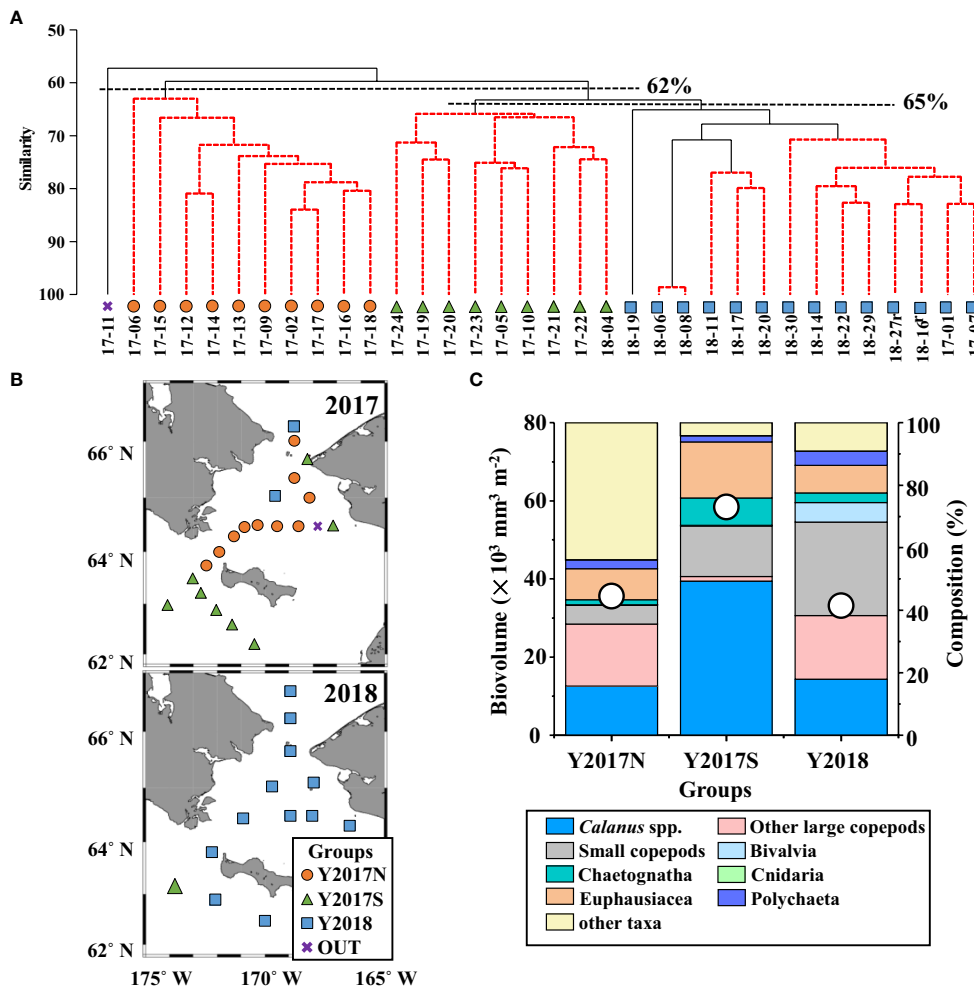 A
50
60
70
80
90
100
Similarity
62%
65%
17-11
17-06
17-15
17-12
17-14
17-13
17-09
17-02
17-17
17-16
17-18
17-24
17-19
17-20
17-23
17-05
17-10
17-21
17-22
18-04
18-19
18-06
18-08
18-11
18-17
18-20
18-30
18-14
18-22
18-29
18-16
17-01
B
2017
66° N
64° N
62° N
2018
66° N
64° N
62° N
175° W
170° W
165° W
Groups
Y2017N
Y2017S
Y2018
OUT
C
Biovolume (×10³ mm³ m⁻²)
80
60
40
20
0
Composition (%)
100
80
60
40
20
0
Y2017N
Y2017S
Y2018
Groups
Calanus spp.
Other large copepods
Small copepods
Bivalvia
Chaetognatha
Cnidaria
Euphausiacea
Polychaeta
other taxa